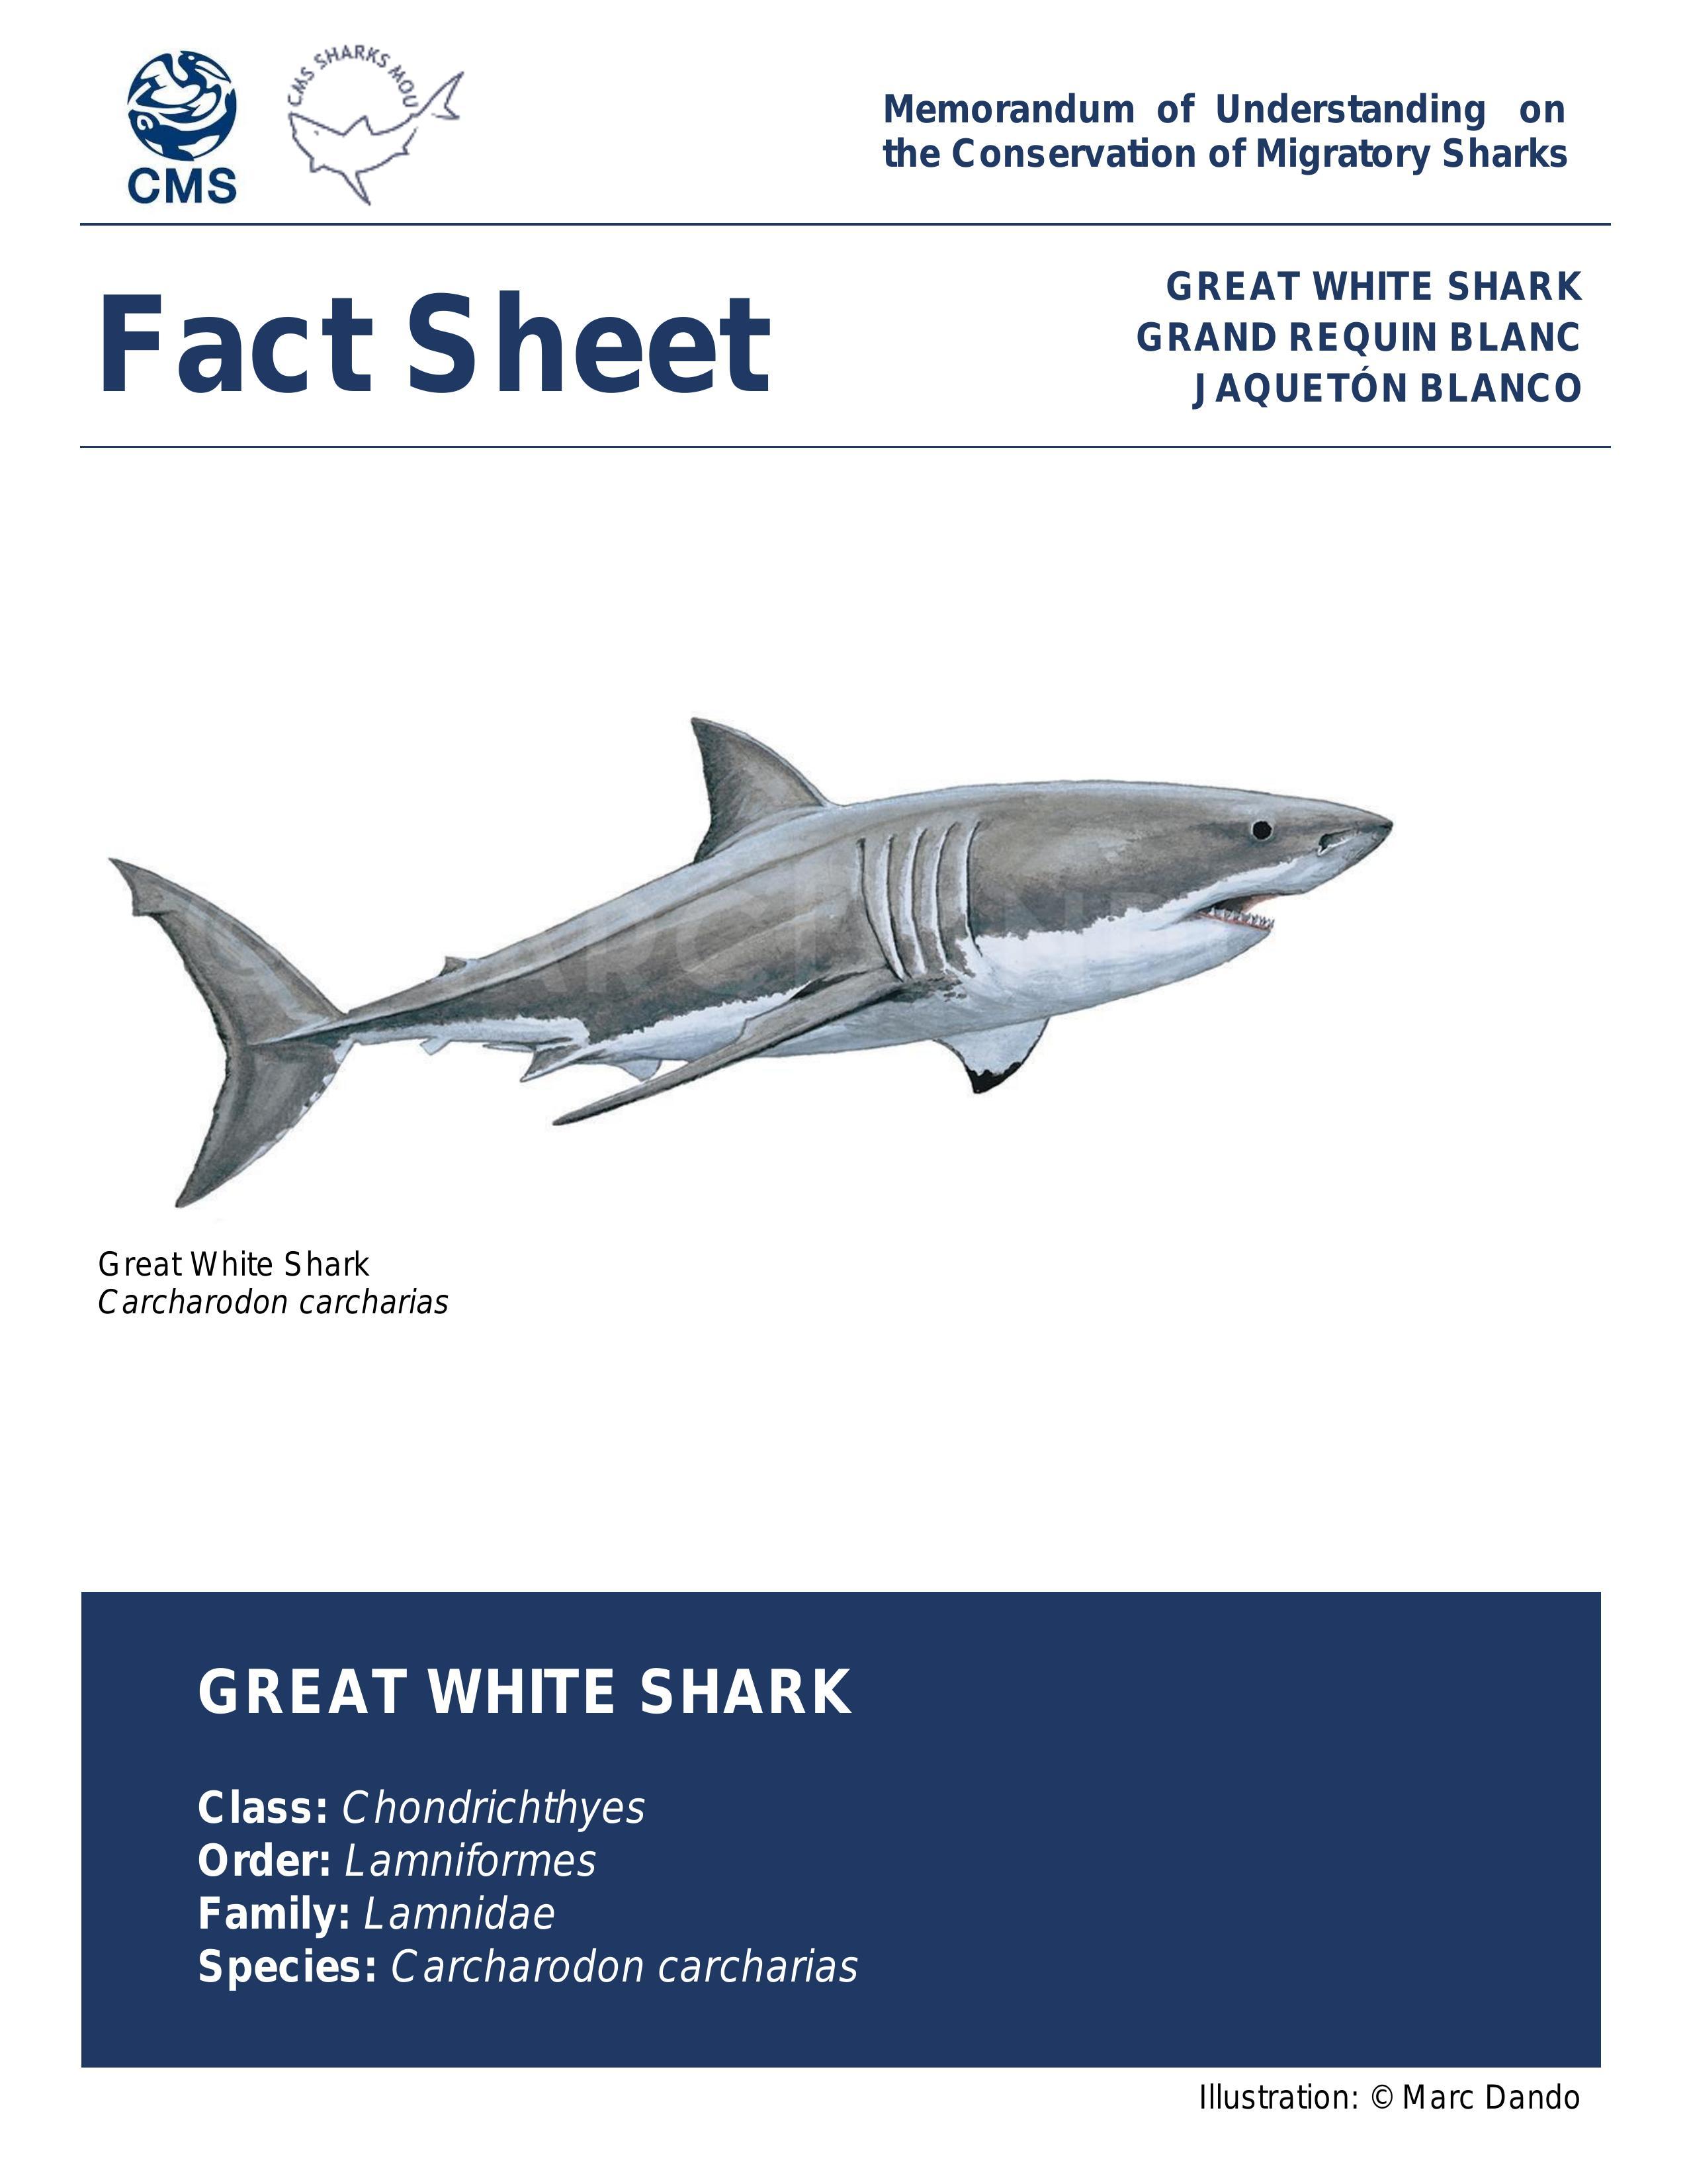 CMS
CMS SHARKS MOU
Memorandum of Understanding on
the Conservation of Migratory Sharks
Fact Sheet
GREAT WHITE SHARK
GRAND REQUIN BLANC
JAQUETÓN BLANCO
Great White Shark
Carcharodon carcharias
GREAT WHITE SHARK
Class: Chondrichthyes
Order: Lamniformes
Family: Lamnidae
Species: Carcharodon carcharias
Illustration: © Marc Dando